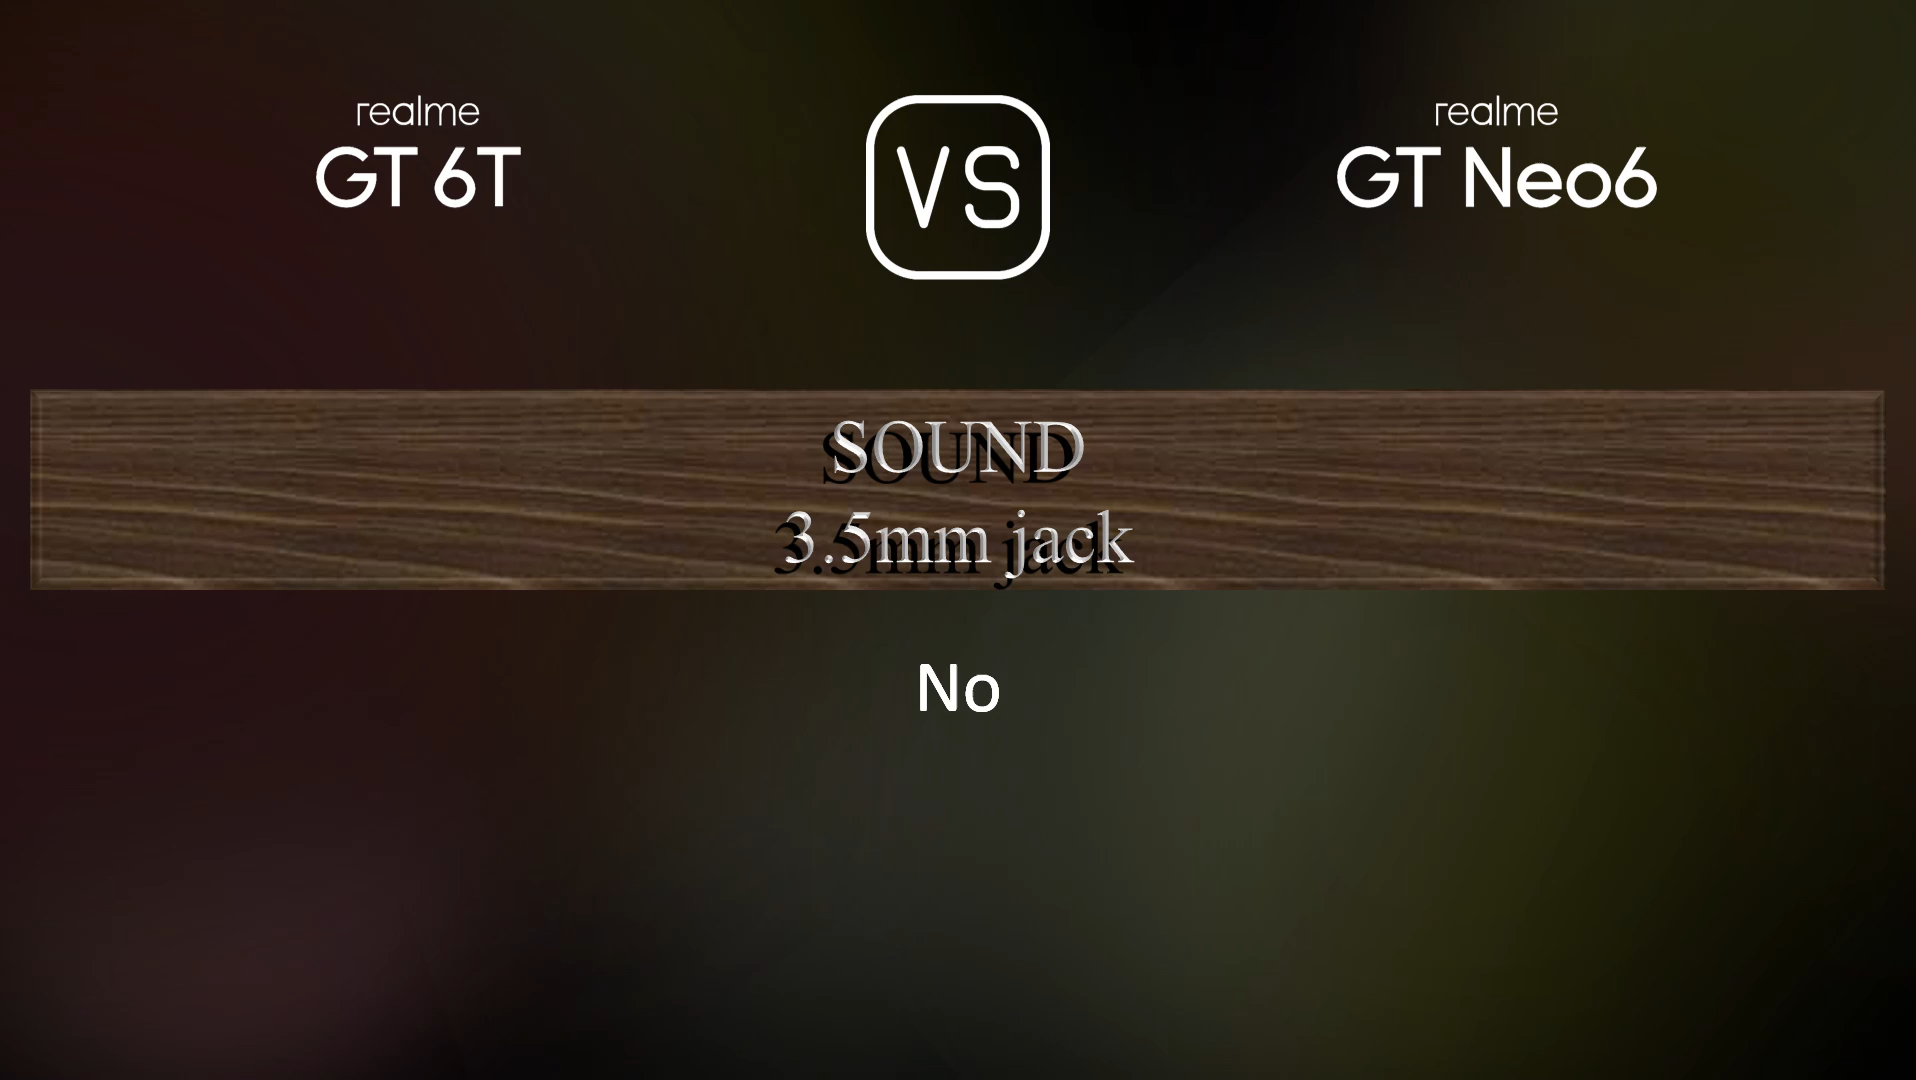 realme
GT 6T
VS
realme
GT Neo6
SOUND
3.5mm jack
No